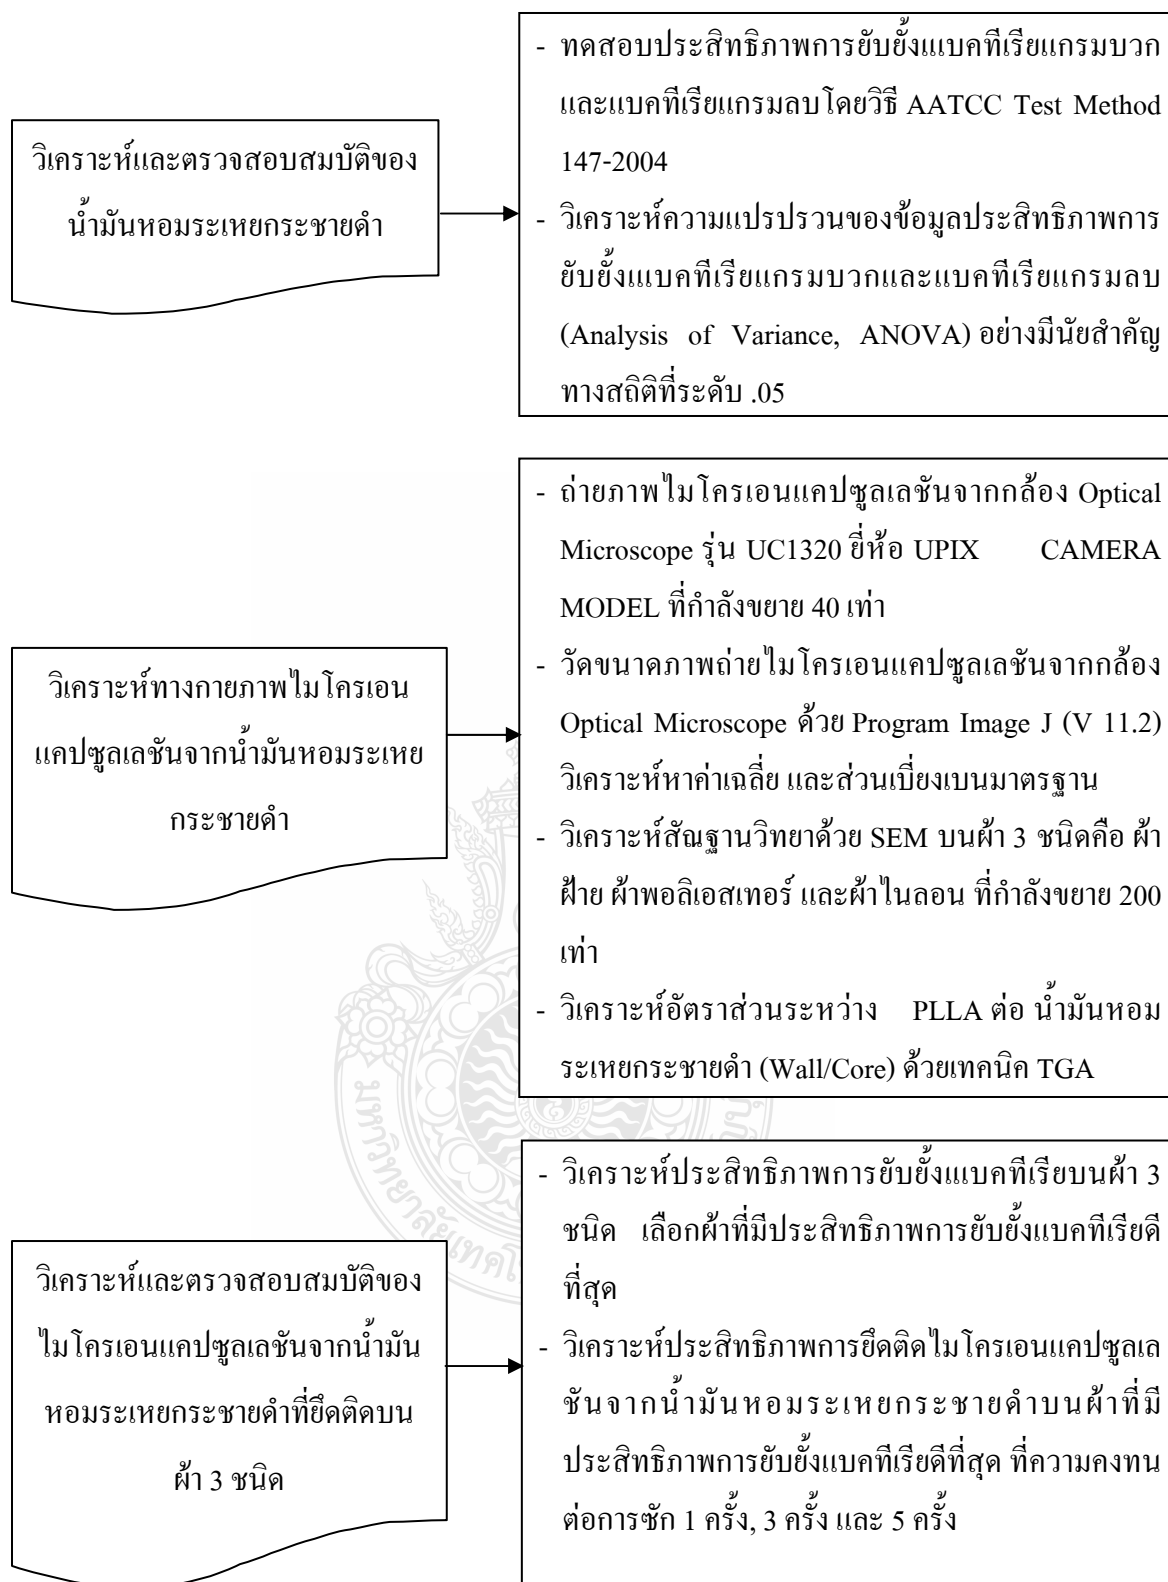 วิเคราะห์และตรวจสอบสมบัติของ
น้ำมันหอมระเหยกระชายดำ
- ทดสอบประสิทธิภาพการยับยั้งแบคทีเรียแกรมบวก
และแบคทีเรียแกรมลบโดยวิธี AATCC Test Method
147-2004
- วิเคราะห์ความแปรปรวนของข้อมูลประสิทธิภาพการ
ยับยั้งแบคทีเรียแกรมบวกและแบคทีเรียแกรมลบ
(Analysis of Variance, ANOVA) อย่างมีนัยสำคัญ
ทางสถิติที่ระดับ .05
วิเคราะห์ทางกายภาพไมโครเอน
แคปซูลเลชันจากน้ำมันหอมระเหย
กระชายดำ
- ถ่ายภาพไมโครเอนแคปซูลเลชันจากกล้อง Optical
Microscope รุ่น UC1320 ยี่ห้อ UPIX CAMERA
MODEL ที่กำลังขยาย 40 เท่า
- วัดขนาดภาพถ่ายไมโครเอนแคปซูลเลชันจากกล้อง
Optical Microscope ด้วย Program Image J (V 11.2)
วิเคราะห์หาค่าเฉลี่ย และส่วนเบี่ยงเบนมาตรฐาน
- วิเคราะห์สัณฐานวิทยาด้วย SEM บนผ้า 3 ชนิดคือ ผ้า
ฝ้าย ผ้าพอลิเอสเทอร์ และผ้าไนลอน ที่กำลังขยาย 200
เท่า
- วิเคราะห์อัตราส่วนระหว่าง PLLA ต่อ น้ำมันหอม
ระเหยกระชายดำ (Wall/Core) ด้วยเทคนิค TGA
วิเคราะห์และตรวจสอบสมบัติของ
ไมโครเอนแคปซูลเลชันจากน้ำมัน
หอมระเหยกระชายดำที่ยึดติดบน
ผ้า 3 ชนิด
- วิเคราะห์ประสิทธิภาพการยับยั้งแบคทีเรียบนผ้า 3
ชนิด เลือกผ้าที่มีประสิทธิภาพการยับยั้งแบคทีเรียดี
ที่สุด
- วิเคราะห์ประสิทธิภาพการยึดติดไมโครเอนแคปซูลเล
ชันจากน้ำมันหอมระเหยกระชายดำบนผ้าที่มี
ประสิทธิภาพการยับยั้งแบคทีเรียดีที่สุด ที่ความคงทน
ต่อการซัก 1 ครั้ง, 3 ครั้ง และ 5 ครั้ง